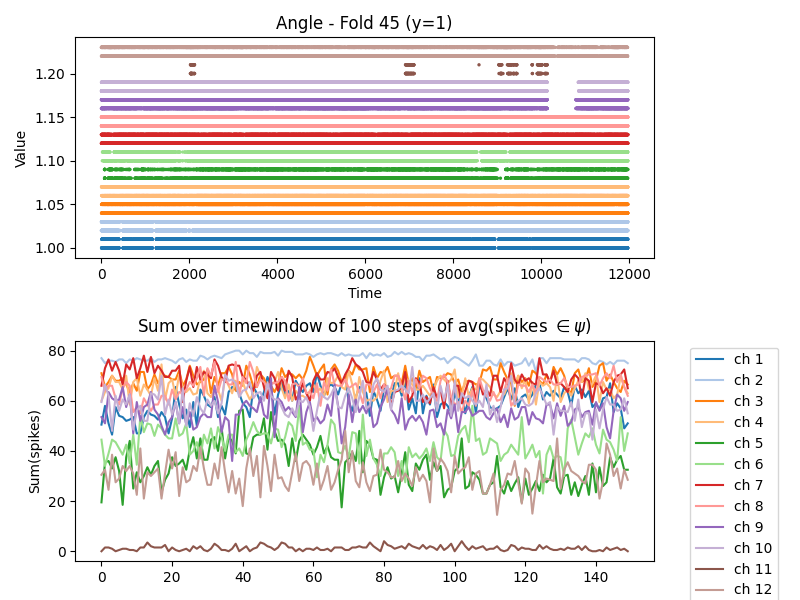 Angle - Fold 45 (y=1)
Value
1.20
1.15
1.10
1.05
1.00
0 2000 4000 6000 8000 10000 12000
Time
Sum over timewindow of 100 steps of avg(spikes ∈ ψ)
Sum(spikes)
80
60
40
20
0
0 20 40 60 80 100 120 140
ch 1
ch 2
ch 3
ch 4
ch 5
ch 6
ch 7
ch 8
ch 9
ch 10
ch 11
ch 12